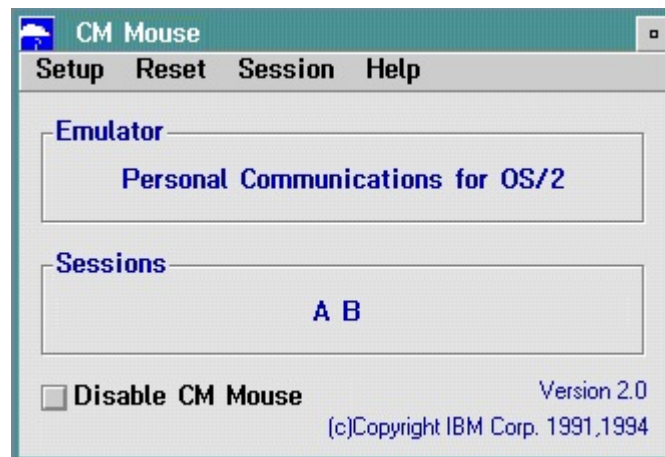 CM Mouse
Setup Reset Session Help
Emulator
Personal Communications for OS/2
Sessions
A B
Disable CM Mouse
Version 2.0
(c)Copyright IBM Corp. 1991,1994